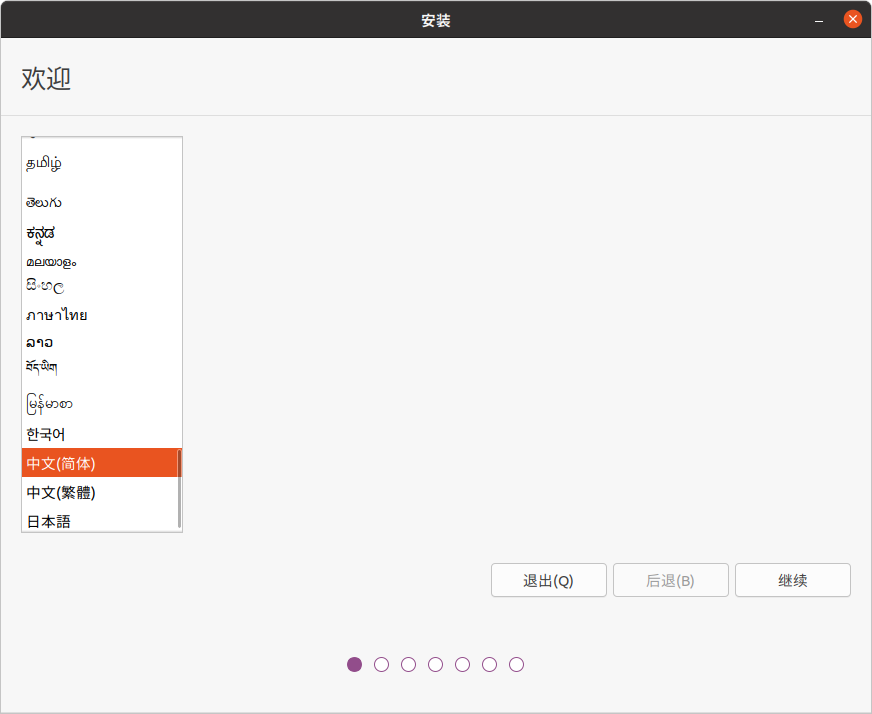 安装
欢迎
தமிழ்
తెలుగు
ಕನ್ನಡ
മലയാളം
සිංහල
ภาษาไทย
ລາວ
བོད་ཡིག
မြန်မာစာ
한국어
中文(简体)
中文(繁體)
日本語
退出(Q)
后退(B)
继续